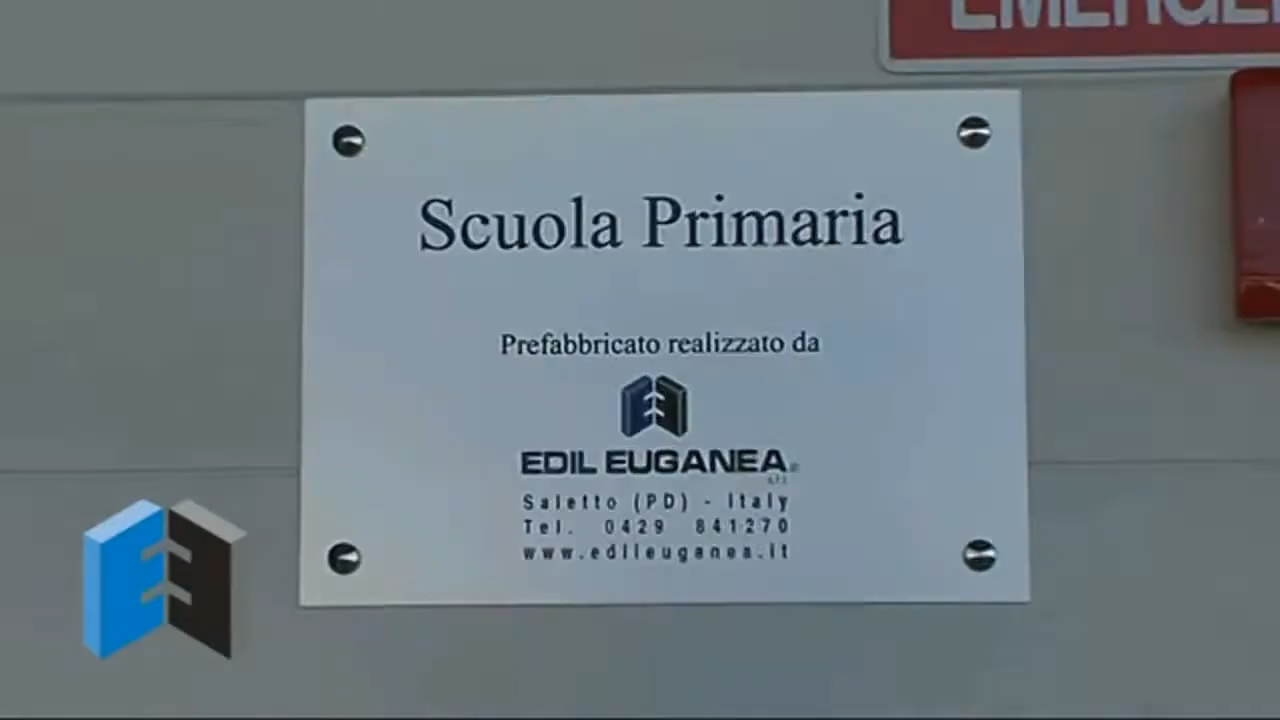 EMERGE
Scuola Primaria
Prefabbricato realizzato da
EDIL EUGANEA
Saletto (PD) - Italy
Tel. 0429 841270
www.edileuganea.it